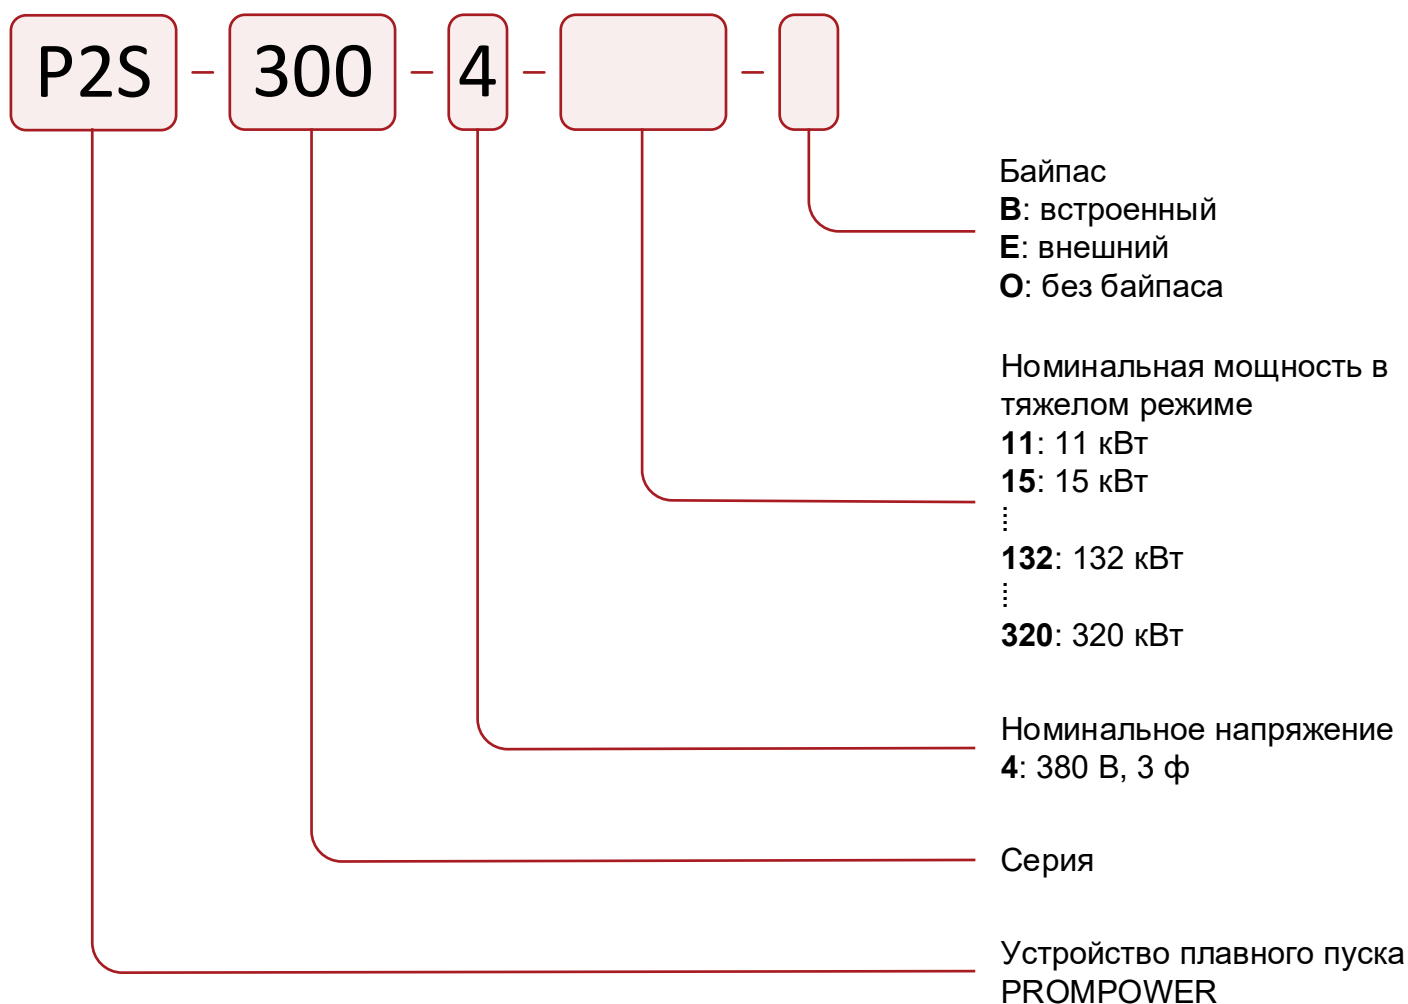 P2S – 300 – 4 – –
Байпас
B: встроенный
E: внешний
O: без байпаса
Номинальная мощность в
тяжелом режиме
11: 11 кВт
15: 15 кВт
⁞
132: 132 кВт
⁞
320: 320 кВт
Номинальное напряжение
4: 380 В, 3 ф
Серия
Устройство плавного пуска
PROMPOWER